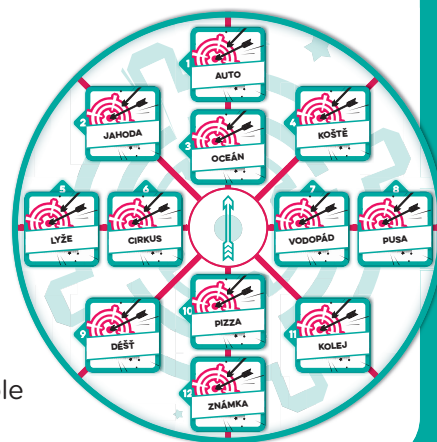 1
AUTO
2
JAHODA
3
OCEÁN
4
KOŠTĚ
5
LYŽE
6
CIRKUS
7
VODOPÁD
8
PUSA
9
DÉŠŤ
10
PIZZA
11
KOLEJ
12
ZNÁMKA